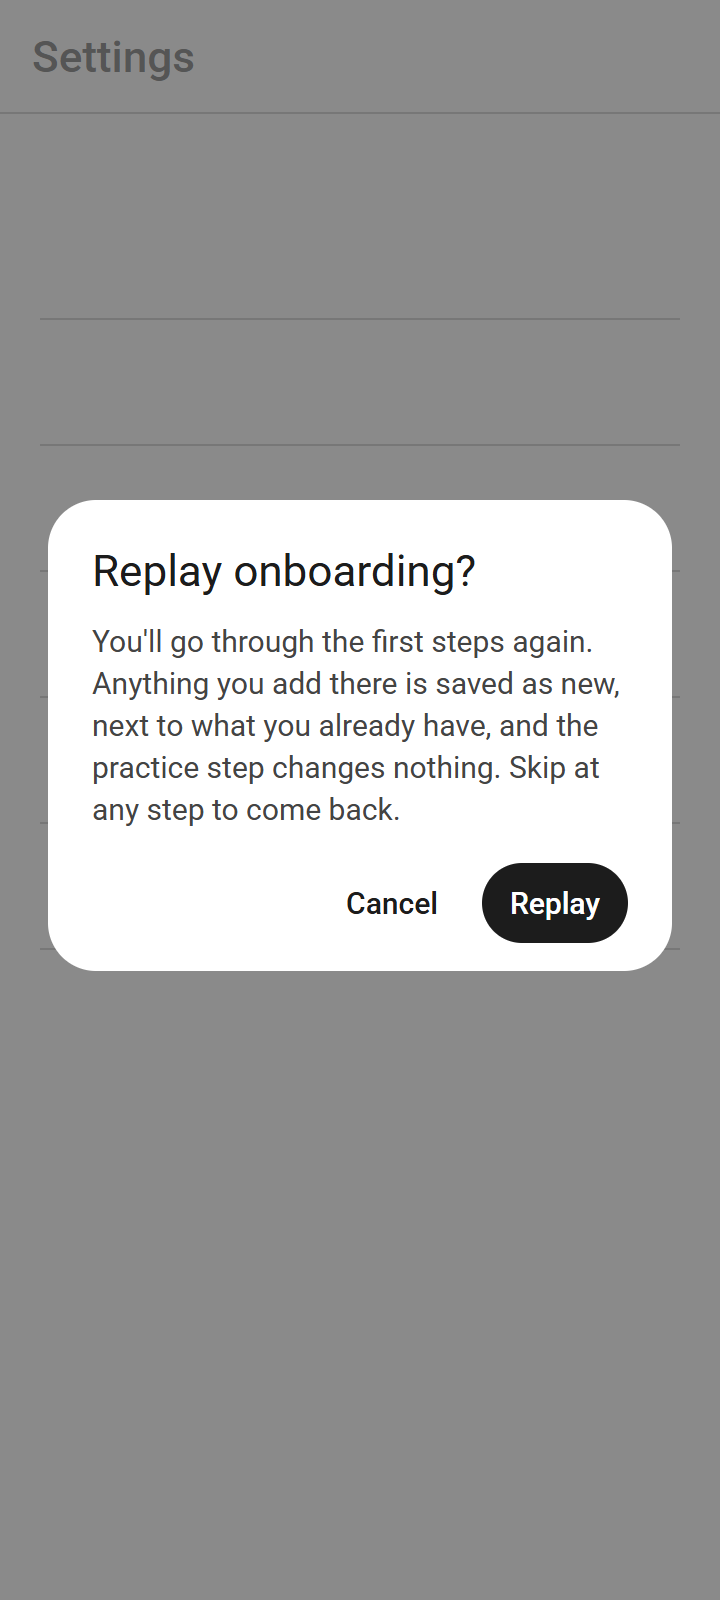 Settings
Replay onboarding?
You'll go through the first steps again.
Anything you add there is saved as new,
next to what you already have, and the
practice step changes nothing. Skip at
any step to come back.
Cancel
Replay